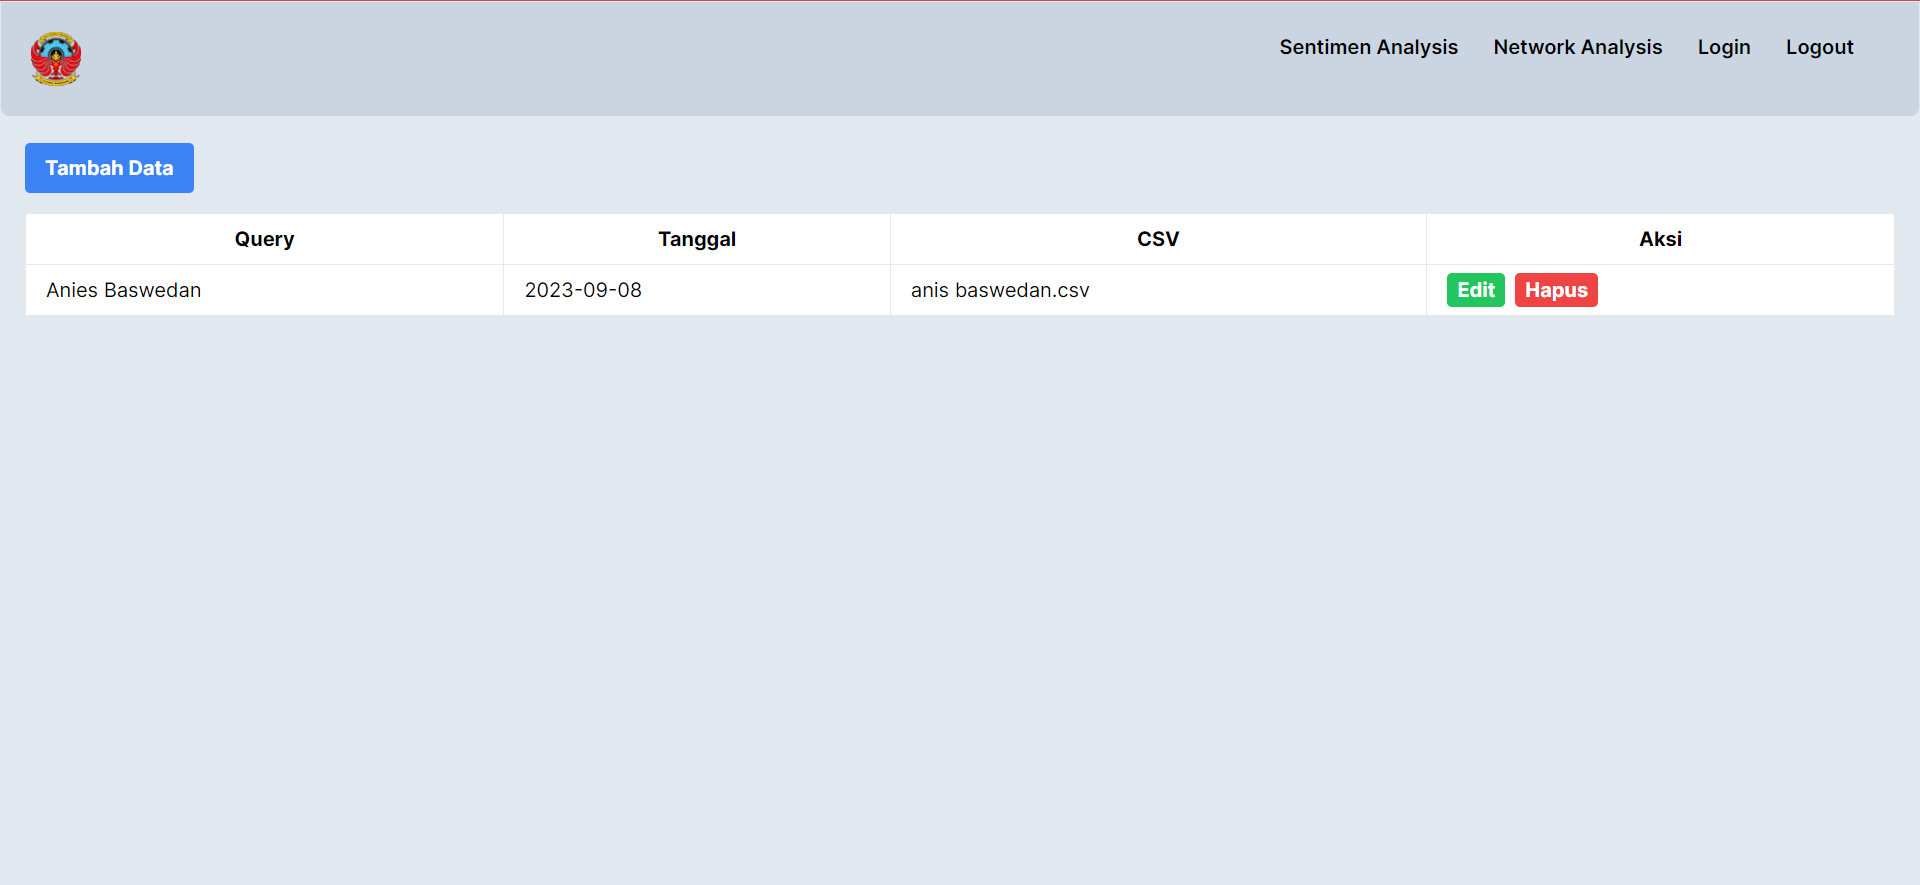 Sentimen Analysis Network Analysis Login Logout
Tambah Data
Query Tanggal CSV Aksi
Anies Baswedan 2023-09-08 anis baswedan.csv Edit Hapus